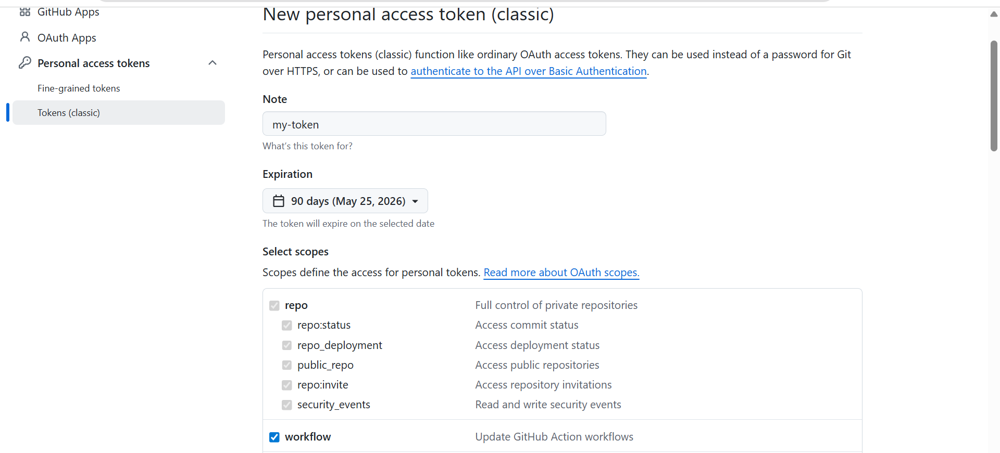 GitHub Apps
OAuth Apps
Personal access tokens
Fine-grained tokens
Tokens (classic)
New personal access token (classic)
Personal access tokens (classic) function like ordinary OAuth access tokens. They can be used instead of a password for Git
over HTTPS, or can be used to authenticate to the API over Basic Authentication.
Note
my-token
What's this token for?
Expiration
90 days (May 25, 2026)
The token will expire on the selected date
Select scopes
Scopes define the access for personal tokens. Read more about OAuth scopes.
repo Full control of private repositories
repo:status Access commit status
repo_deployment Access deployment status
public_repo Access public repositories
repo:invite Access repository invitations
security_events Read and write security events
workflow Update GitHub Action workflows